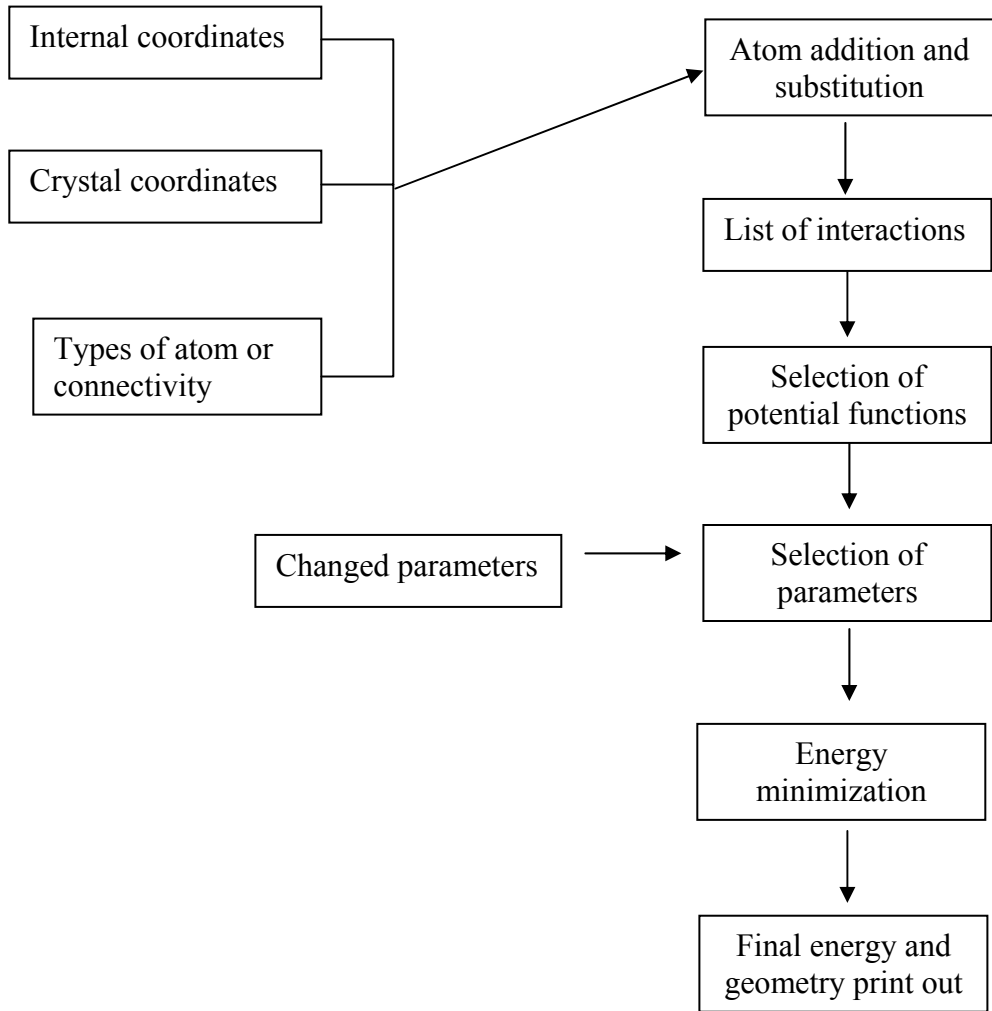 Internal coordinates
Crystal coordinates
Types of atom or
connectivity
Atom addition and
substitution
List of interactions
Selection of
potential functions
Changed parameters
Selection of
parameters
Energy
minimization
Final energy and
geometry print out